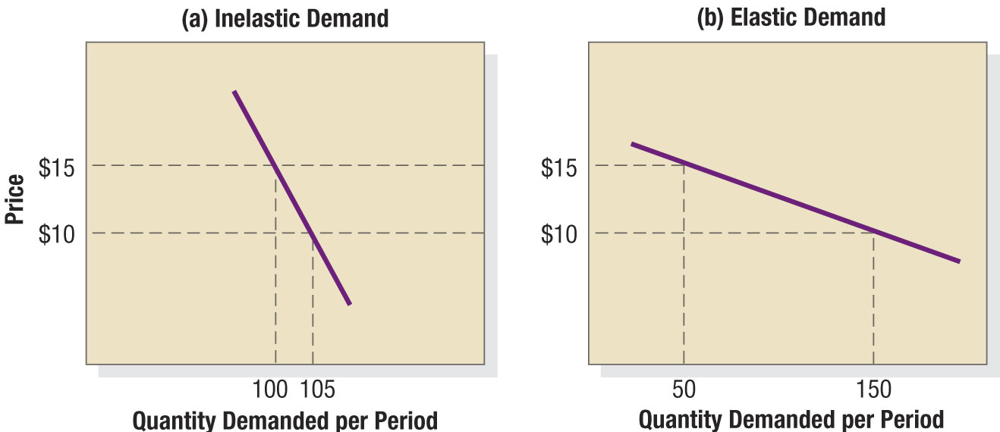 (a) Inelastic Demand
Price
$15
$10
100 105
Quantity Demanded per Period
(b) Elastic Demand
$15
$10
50 150
Quantity Demanded per Period